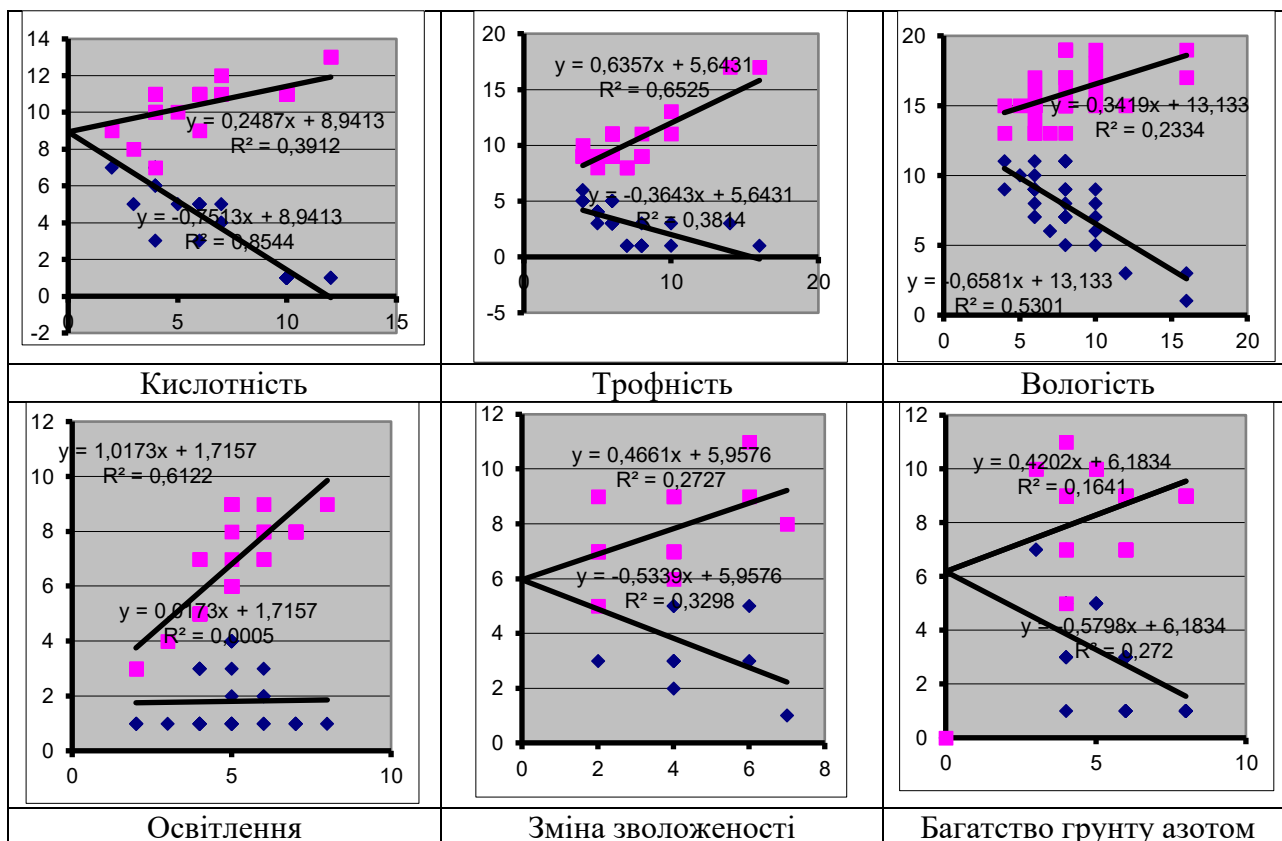 14
12
10
8
6
4
2
0
-2
0
5
10
15
y = 0,2487x + 8,9413
R² = 0,3912
y = -0,7513x + 8,9413
R² = 0,8544
20
15
10
5
0
-5
0
10
20
y = 0,6357x + 5,6431
R² = 0,6525
y = -0,3643x + 5,6431
R² = 0,3814
20
15
10
5
0
0
5
10
15
20
y = 0,3419x + 13,133
R² = 0,2334
y = -0,6581x + 13,133
R² = 0,5301
Кислотність
Трофність
Вологість
12
10
8
6
4
2
0
0
5
10
y = 1,0173x + 1,7157
R² = 0,6122
y = 0,0173x + 1,7157
R² = 0,0005
12
10
8
6
4
2
0
0
2
4
6
8
y = 0,4661x + 5,9576
R² = 0,2727
y = -0,5339x + 5,9576
R² = 0,3298
12
10
8
6
4
2
0
0
5
10
y = 0,4202x + 6,1834
R² = 0,1641
y = -0,5798x + 6,1834
R² = 0,272
Освітлення
Зміна зволоженості
Багатство грунту азотом